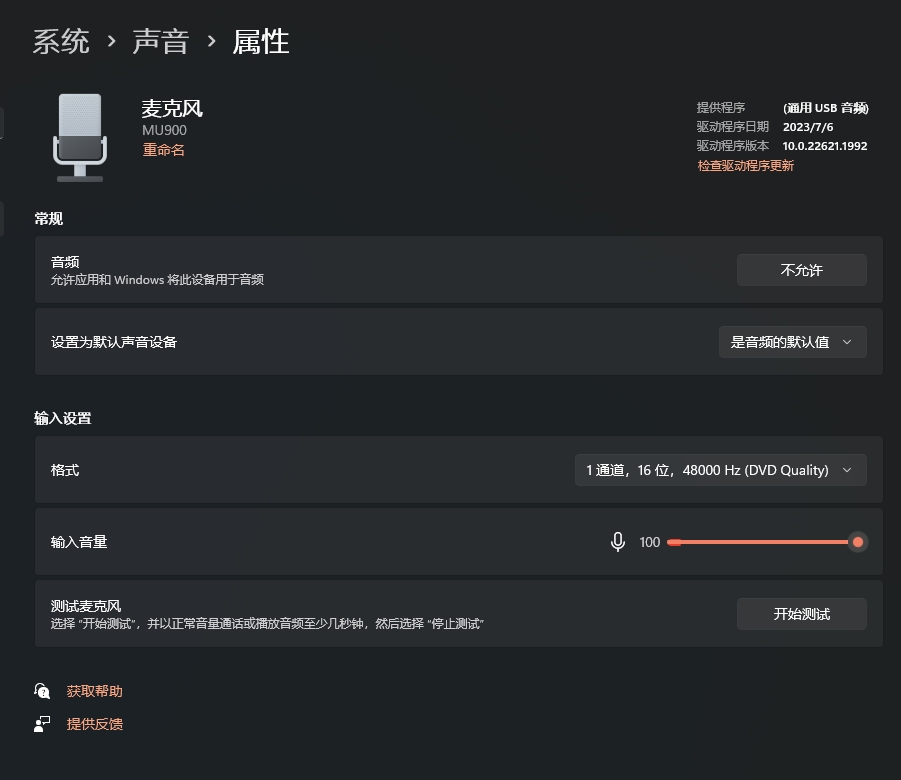 系统 › 声音 › 属性
麦克风
MU900
重命名
提供程序 (通用 USB 音频)
驱动程序日期 2023/7/6
驱动程序版本 10.0.22621.1992
检查驱动程序更新
常规
音频
允许应用和 Windows 将此设备用于音频
不允许
设置为默认声音设备
是音频的默认值
输入设置
格式
1 通道，16 位，48000 Hz (DVD Quality)
输入音量
100
测试麦克风
选择 “开始测试”，并以正常音量通话或播放音频至少几秒钟，然后选择 “停止测试”
开始测试
获取帮助
提供反馈